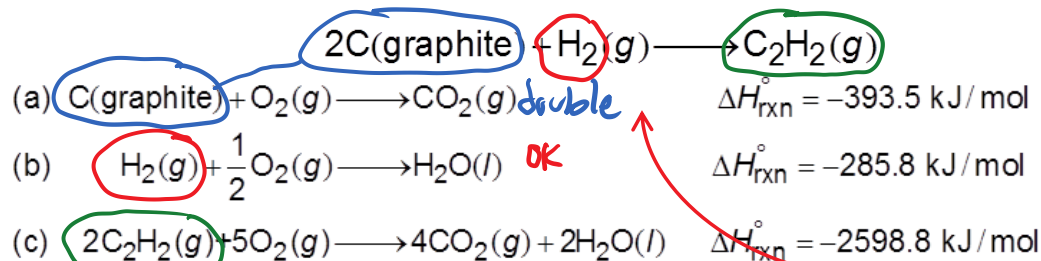 2C(graphite) + H₂(g) ⟶ C₂H₂(g)
(a) C(graphite) + O₂(g) ⟶ CO₂(g) double ΔH°rxn = −393.5 kJ/mol
(b) H₂(g) + 1/2 O₂(g) ⟶ H₂O(l) OK ΔH°rxn = −285.8 kJ/mol
(c) 2C₂H₂(g) + 5O₂(g) ⟶ 4CO₂(g) + 2H₂O(l) ΔH°rxn = −2598.8 kJ/mol